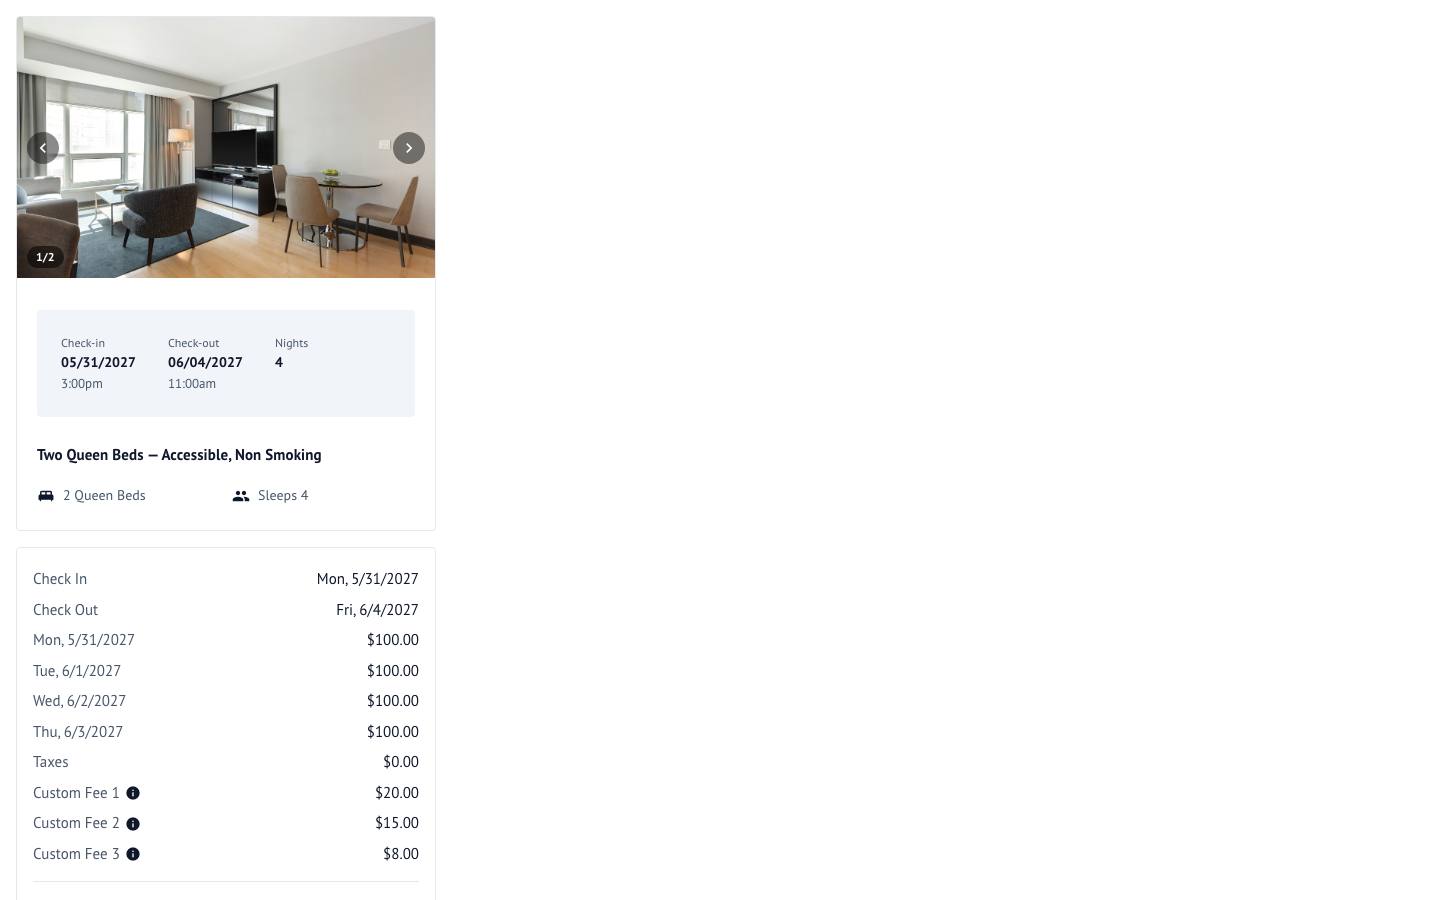 1/2
Check-in
05/31/2027
3:00pm
Check-out
06/04/2027
11:00am
Nights
4
Two Queen Beds — Accessible, Non Smoking
2 Queen Beds
Sleeps 4
Check In Mon, 5/31/2027
Check Out Fri, 6/4/2027
Mon, 5/31/2027 $100.00
Tue, 6/1/2027 $100.00
Wed, 6/2/2027 $100.00
Thu, 6/3/2027 $100.00
Taxes $0.00
Custom Fee 1 $20.00
Custom Fee 2 $15.00
Custom Fee 3 $8.00